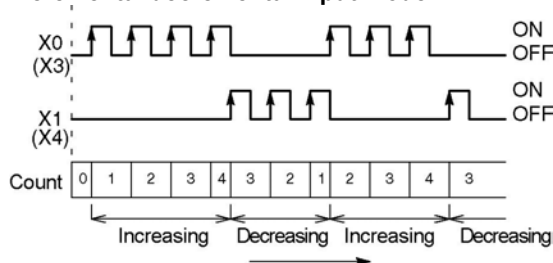 X0
(X3)
ON
OFF
X1
(X4)
ON
OFF
Count 0 1 2 3 4 3 2 1 2 3 4 3
Increasing Decreasing Increasing Decreasing